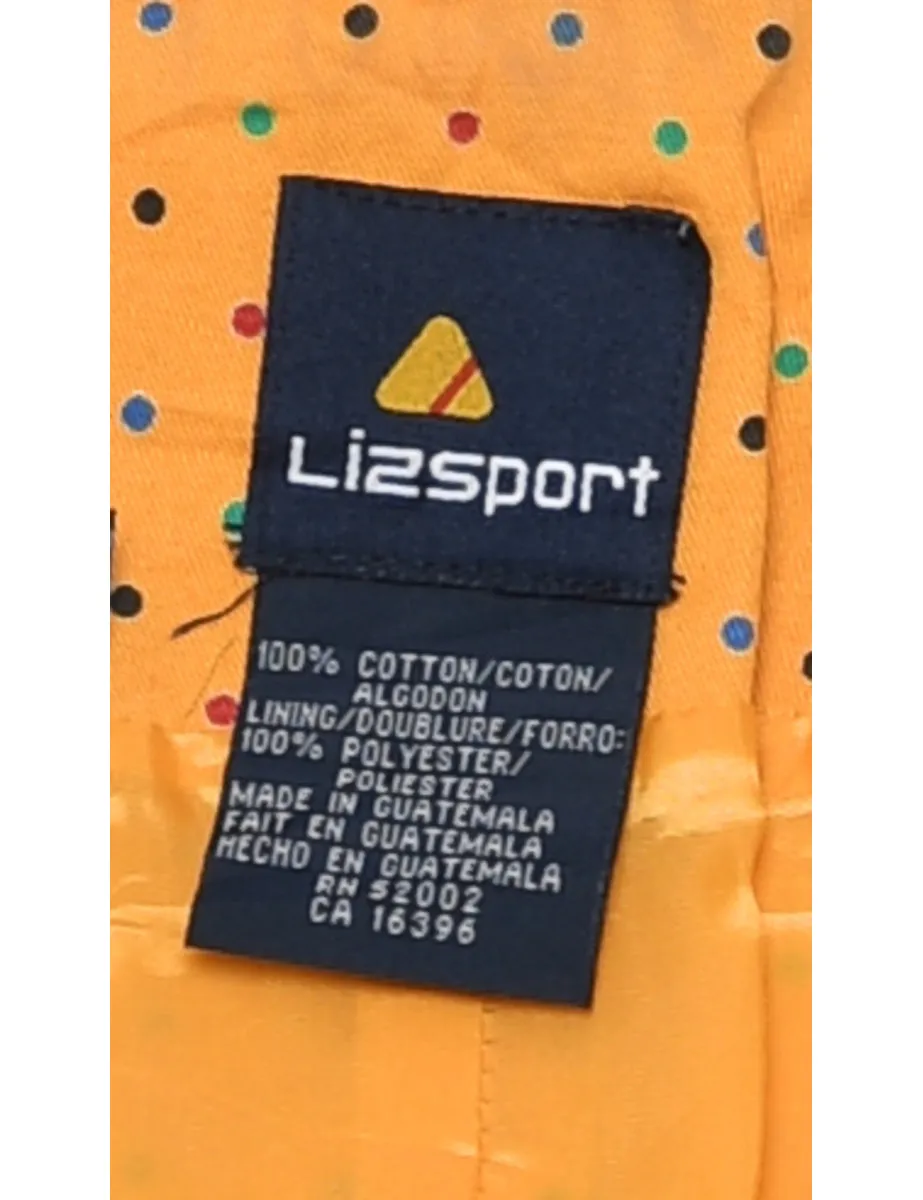 Lizsport
100% COTTON/COTON/
ALGODON
LINING/DOUBLURE/FORRO:
100% POLYESTER/
POLIESTER
MADE IN GUATEMALA
FAIT EN GUATEMALA
HECHO EN GUATEMALA
RN 52002
CA 16396